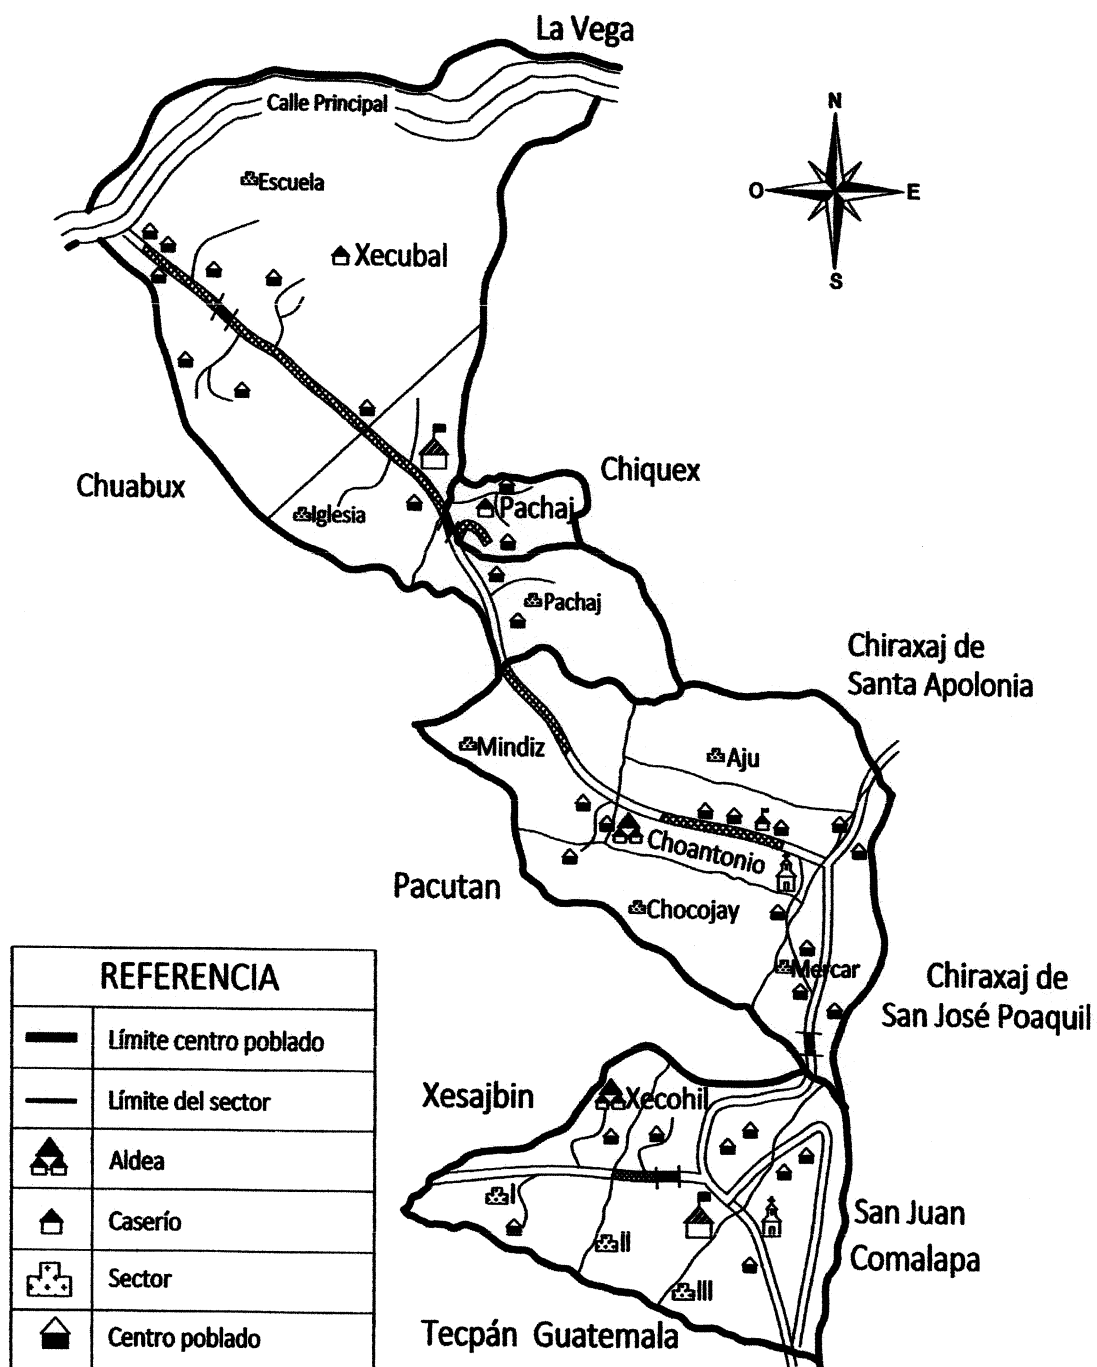 La Vega
Calle Principal
N
O
E
S
Escuela
Xecubal
Chuabux
Chiquex
Iglesia
Pachaj
Pachaj
Chiraxaj de
Santa Apolonia
Mindiz
Aju
Choantonio
Pacutan
Chocojay
Mercar
Chiraxaj de
San José Poaquil
REFERENCIA
Límite centro poblado
Límite del sector
Aldea
Caserío
Sector
Centro poblado
Xesajbin
Xecohil
I
II
III
San Juan
Comalapa
Tecpán Guatemala